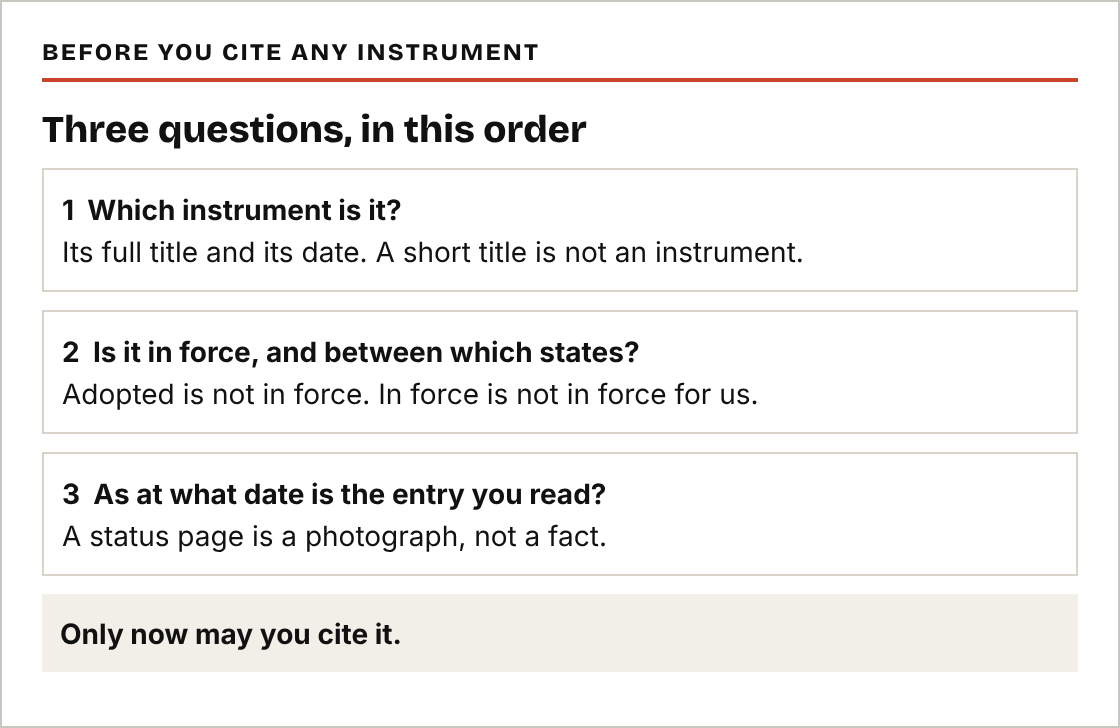 BEFORE YOU CITE ANY INSTRUMENT
Three questions, in this order
1 Which instrument is it?
Its full title and its date. A short title is not an instrument.
2 Is it in force, and between which states?
Adopted is not in force. In force is not in force for us.
3 As at what date is the entry you read?
A status page is a photograph, not a fact.
Only now may you cite it.